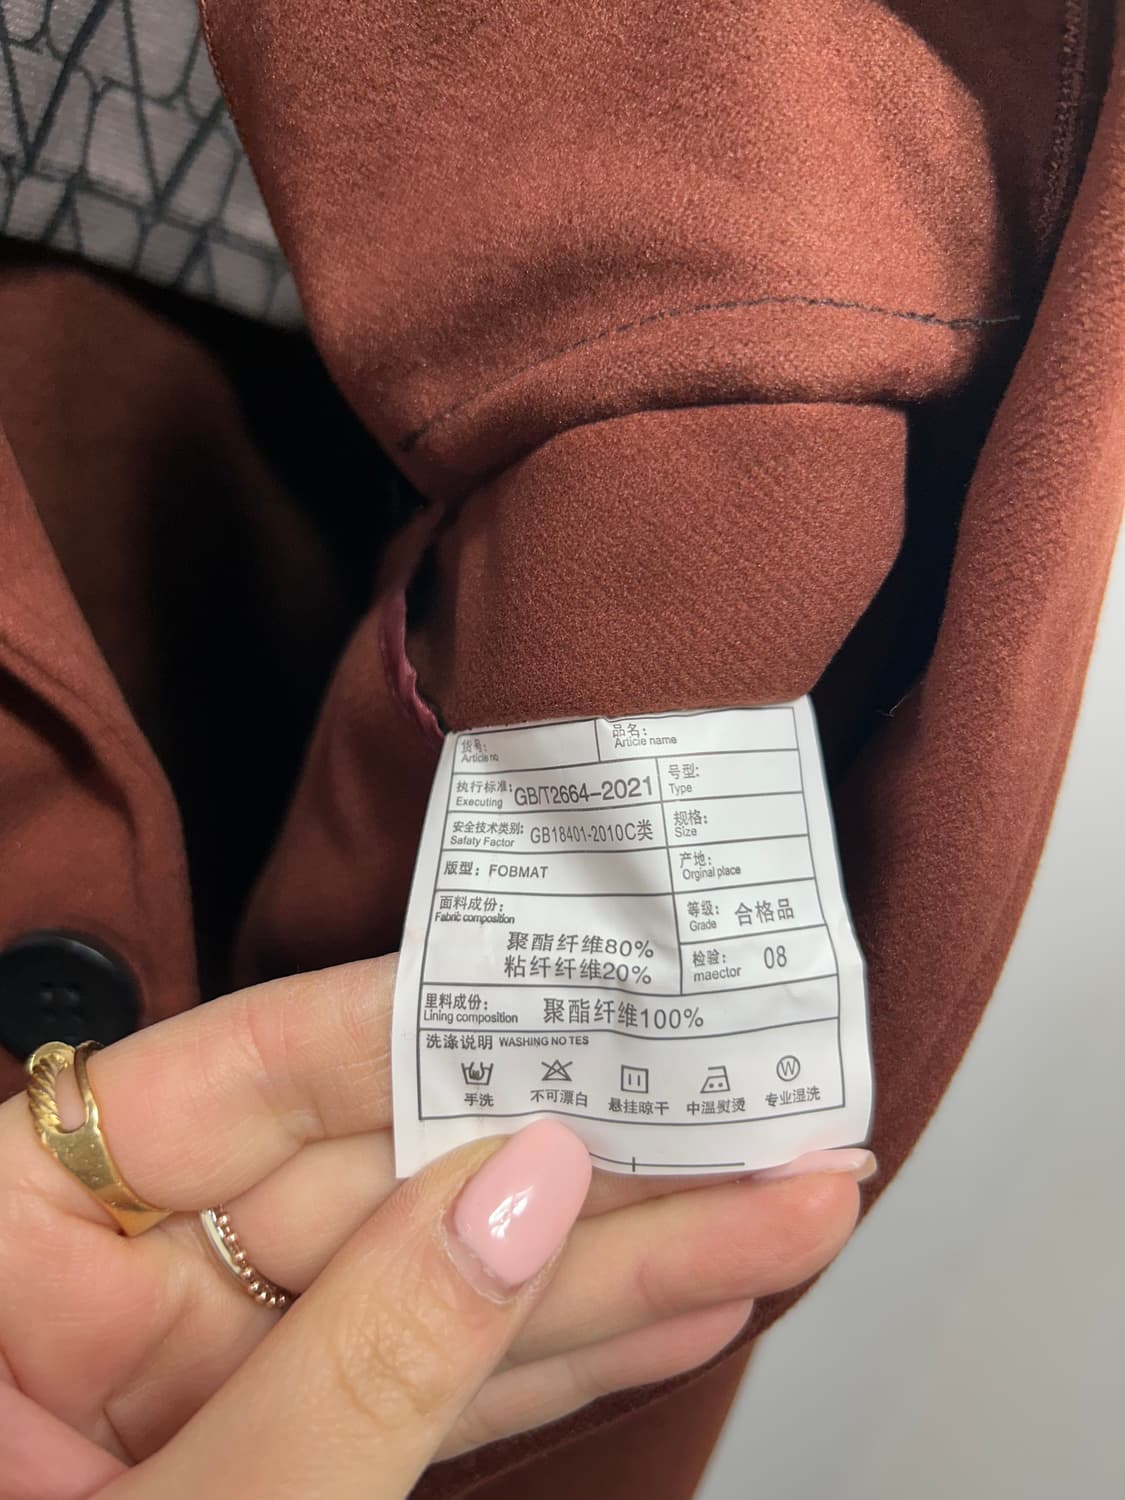 货号:
Article no
品名:
Article name
执行标准: GB/T2664-2021
Executing
号型:
Type
安全技术类别: GB18401-2010C类
Safaty Factor
规格:
Size
版型: FOBMAT
产地:
Orginal place
面料成份:
Fabric composition
聚酯纤维80%
粘纤纤维20%
等级: 合格品
Grade
检验: 08
maector
里料成份: 聚酯纤维100%
Lining composition
洗涤说明 WASHING NOTES
W
手洗 不可漂白 悬挂晾干 中温熨烫 专业湿洗